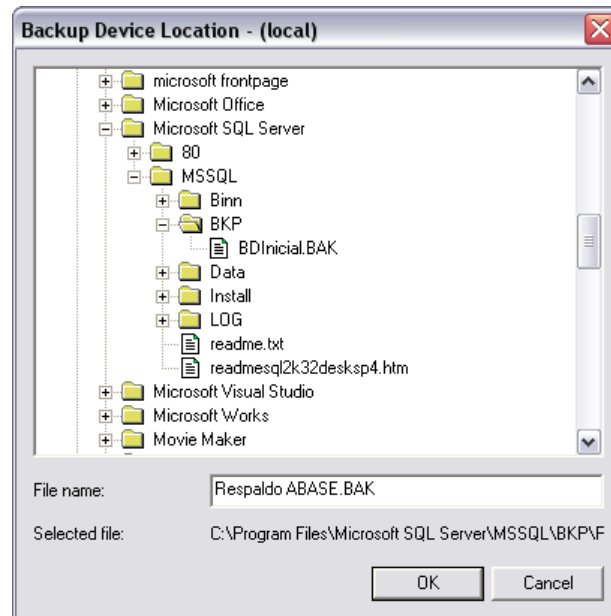 Backup Device Location - (local)
microsoft frontpage
Microsoft Office
Microsoft SQL Server
80
MSSQL
Binn
BKP
BDInicial.BAK
Data
Install
LOG
readme.txt
readmesql2k32desksp4.htm
Microsoft Visual Studio
Microsoft Works
Movie Maker
File name: Respaldo ABASE.BAK
Selected file: C:\Program Files\Microsoft SQL Server\MSSQL\BKP\F
OK Cancel